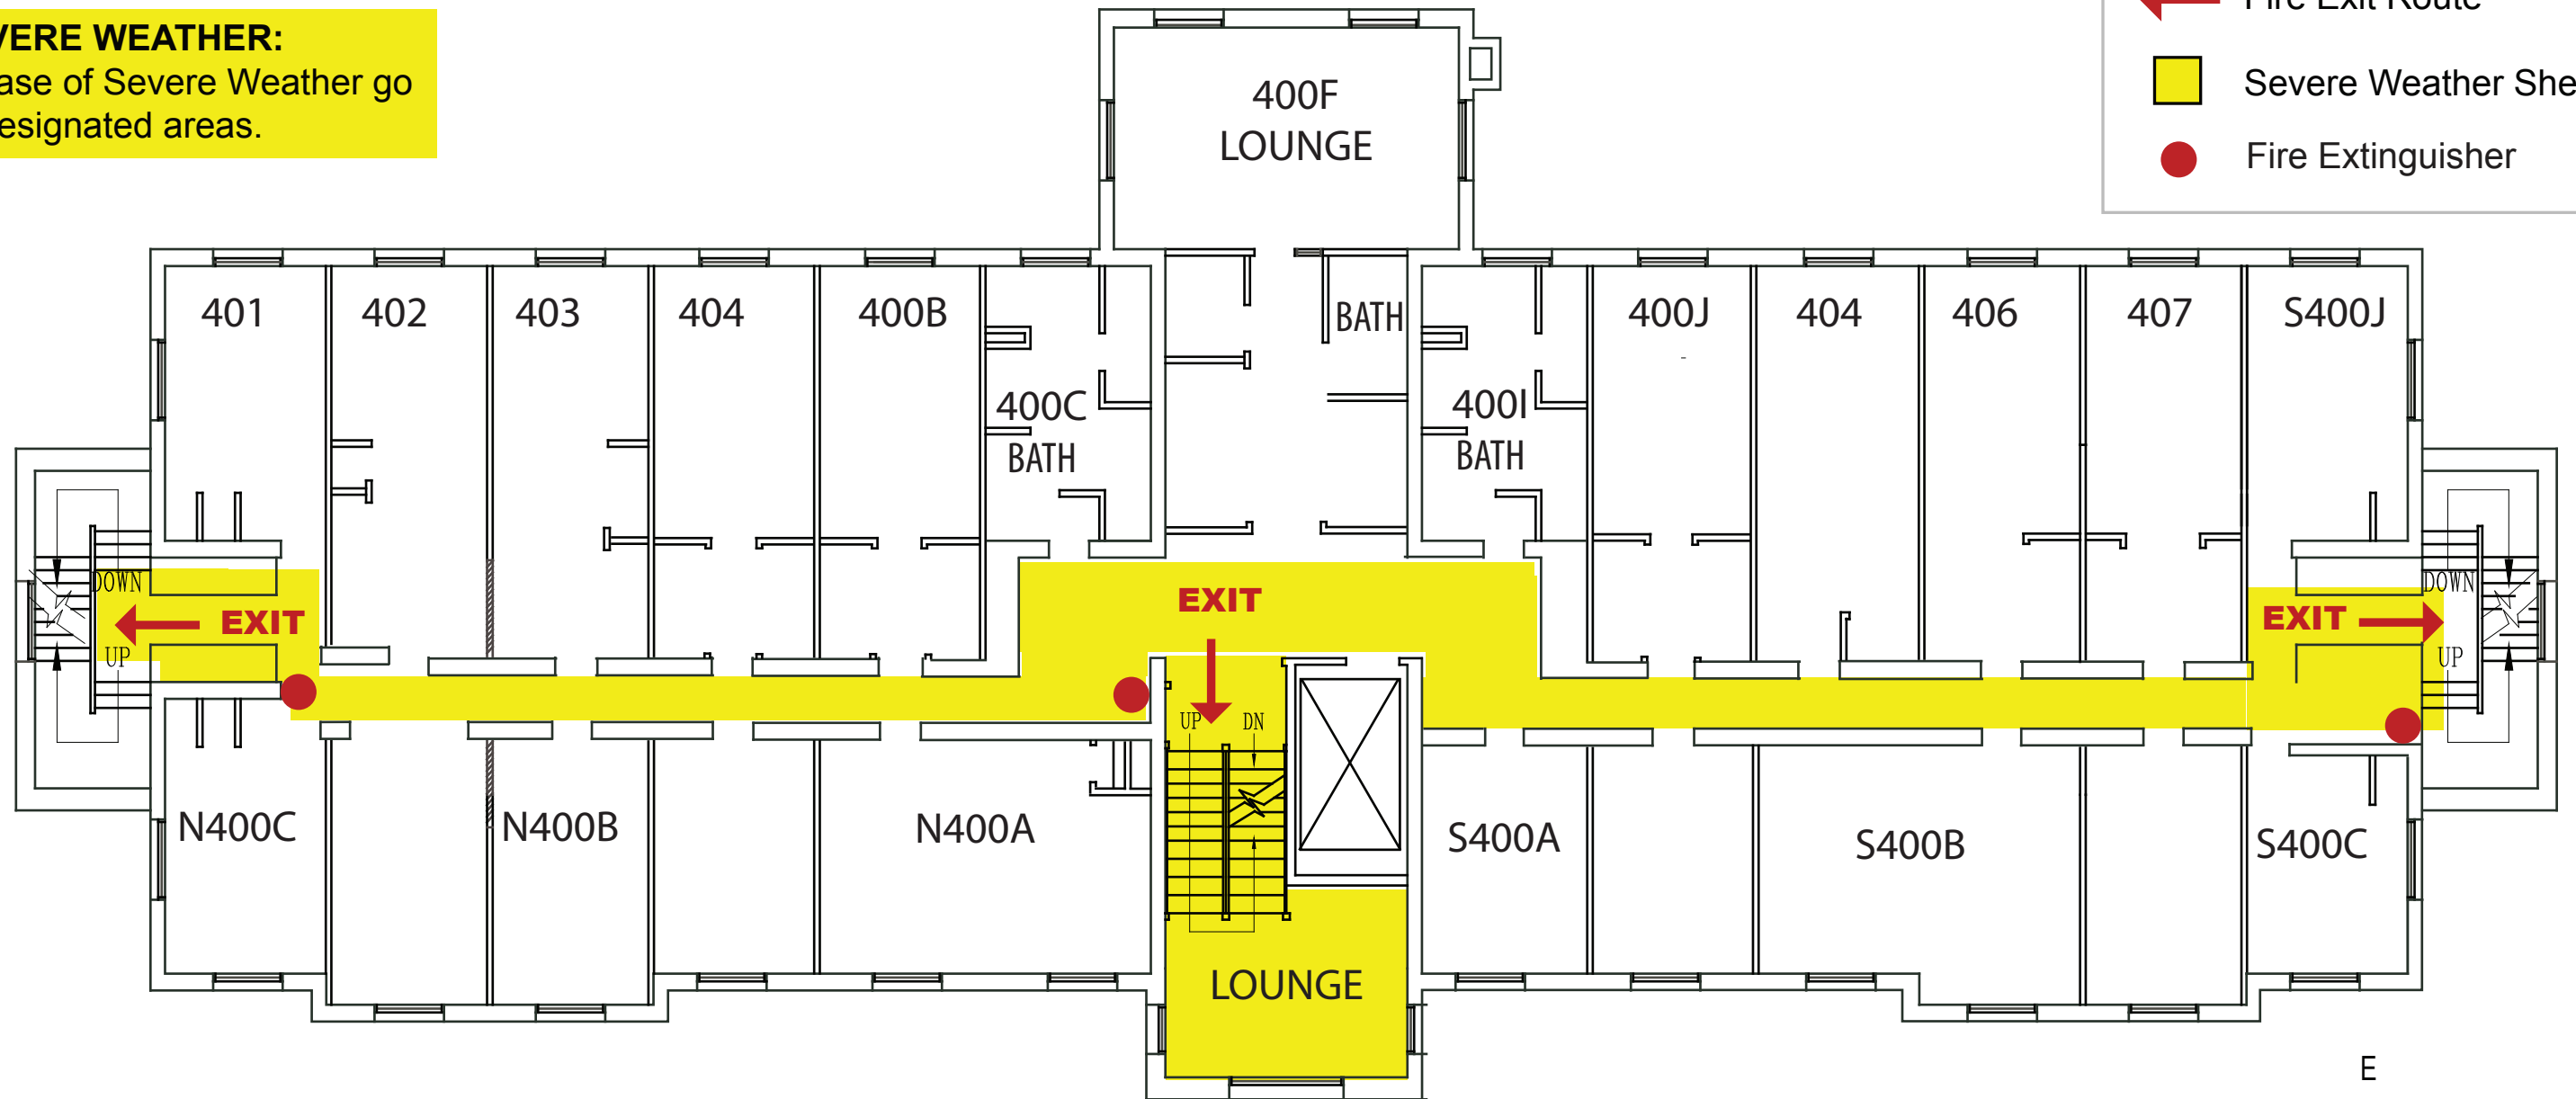 VERE WEATHER:
ase of Severe Weather go
esignated areas.
Fire Exit Route
Severe Weather She
Fire Extinguisher
400F
LOUNGE
401
402
403
404
400B
400C
BATH
BATH
400I
BATH
400J
404
406
407
S400J
DOWN
EXIT
UP
EXIT
UP
DN
EXIT
DOWN
UP
N400C
N400B
N400A
S400A
S400B
S400C
LOUNGE
E